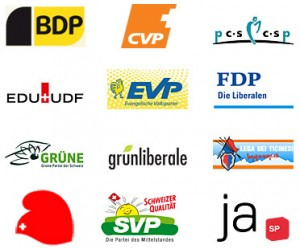 BDP
CVP
pcs csp
EDU+UDF
EVP
Evangelische Volkspartei
FDP
Die Liberalen
GRÜNE
Grüne Partei der Schweiz
grünliberale
LEGA DEI TICINESI
SCHWEIZER
QUALITÄT
SVP
Die Partei des Mittelstandes
ja
SP